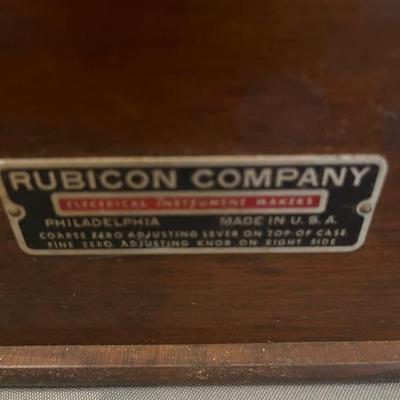 RUBICON COMPANY
ELECTRICAL INSTRUMENT MAKERS
PHILADELPHIA MADE IN U.S.A.
COARSE ZERO ADJUSTING LEVER ON TOP OF CASE
FINE ZERO ADJUSTING KNOB ON RIGHT SIDE